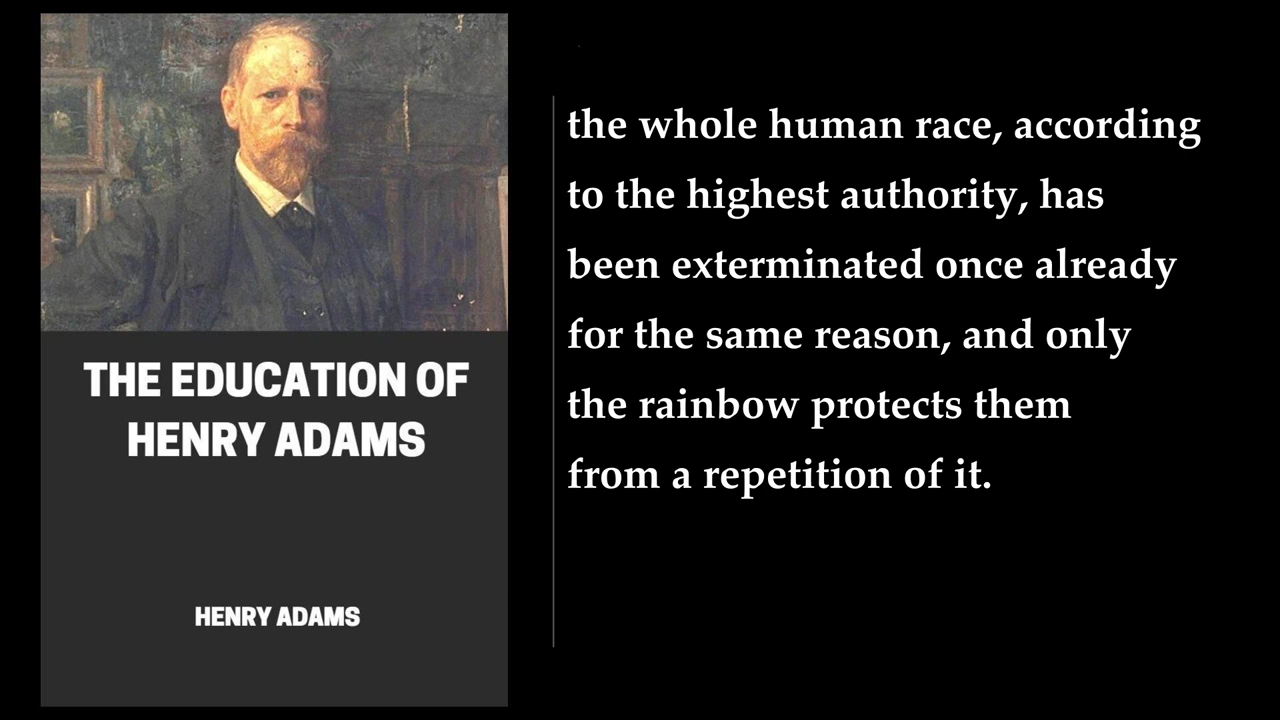 THE EDUCATION OF
HENRY ADAMS
HENRY ADAMS
the whole human race, according
to the highest authority, has
been exterminated once already
for the same reason, and only
the rainbow protects them
from a repetition of it.